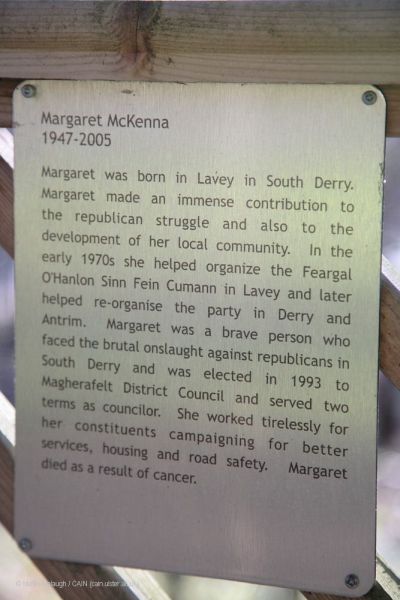 Margaret McKenna
1947-2005
Margaret was born in Lavey in South Derry.
Margaret made an immense contribution to
the republican struggle and also to the
development of her local community. In the
early 1970s she helped organize the Feargal
O'Hanlon Sinn Fein Cumann in Lavey and later
helped re-organise the party in Derry and
Antrim. Margaret was a brave person who
faced the brutal onslaught against republicans in
South Derry and was elected in 1993 to
Magherafelt District Council and served two
terms as councilor. She worked tirelessly for
her constituents campaigning for better
services, housing and road safety. Margaret
died as a result of cancer.
/ CAIN (cain.ulster.